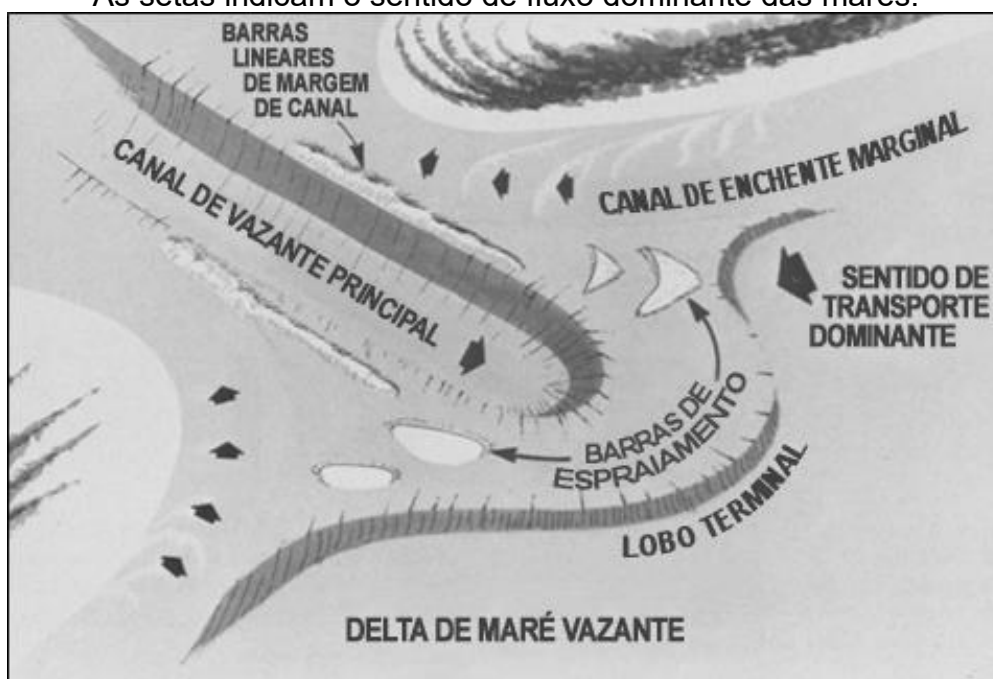 As setas indicam o sentido de fluxo dominante das marés.
BARRAS
LINEARES
DE MARGEM
DE CANAL
CANAL DE VAZANTE PRINCIPAL
CANAL DE ENCHENTE MARGINAL
SENTIDO DE
TRANSPORTE
DOMINANTE
BARRAS DE
ESPRAIAMENTO
LOBO TERMINAL
DELTA DE MARÉ VAZANTE